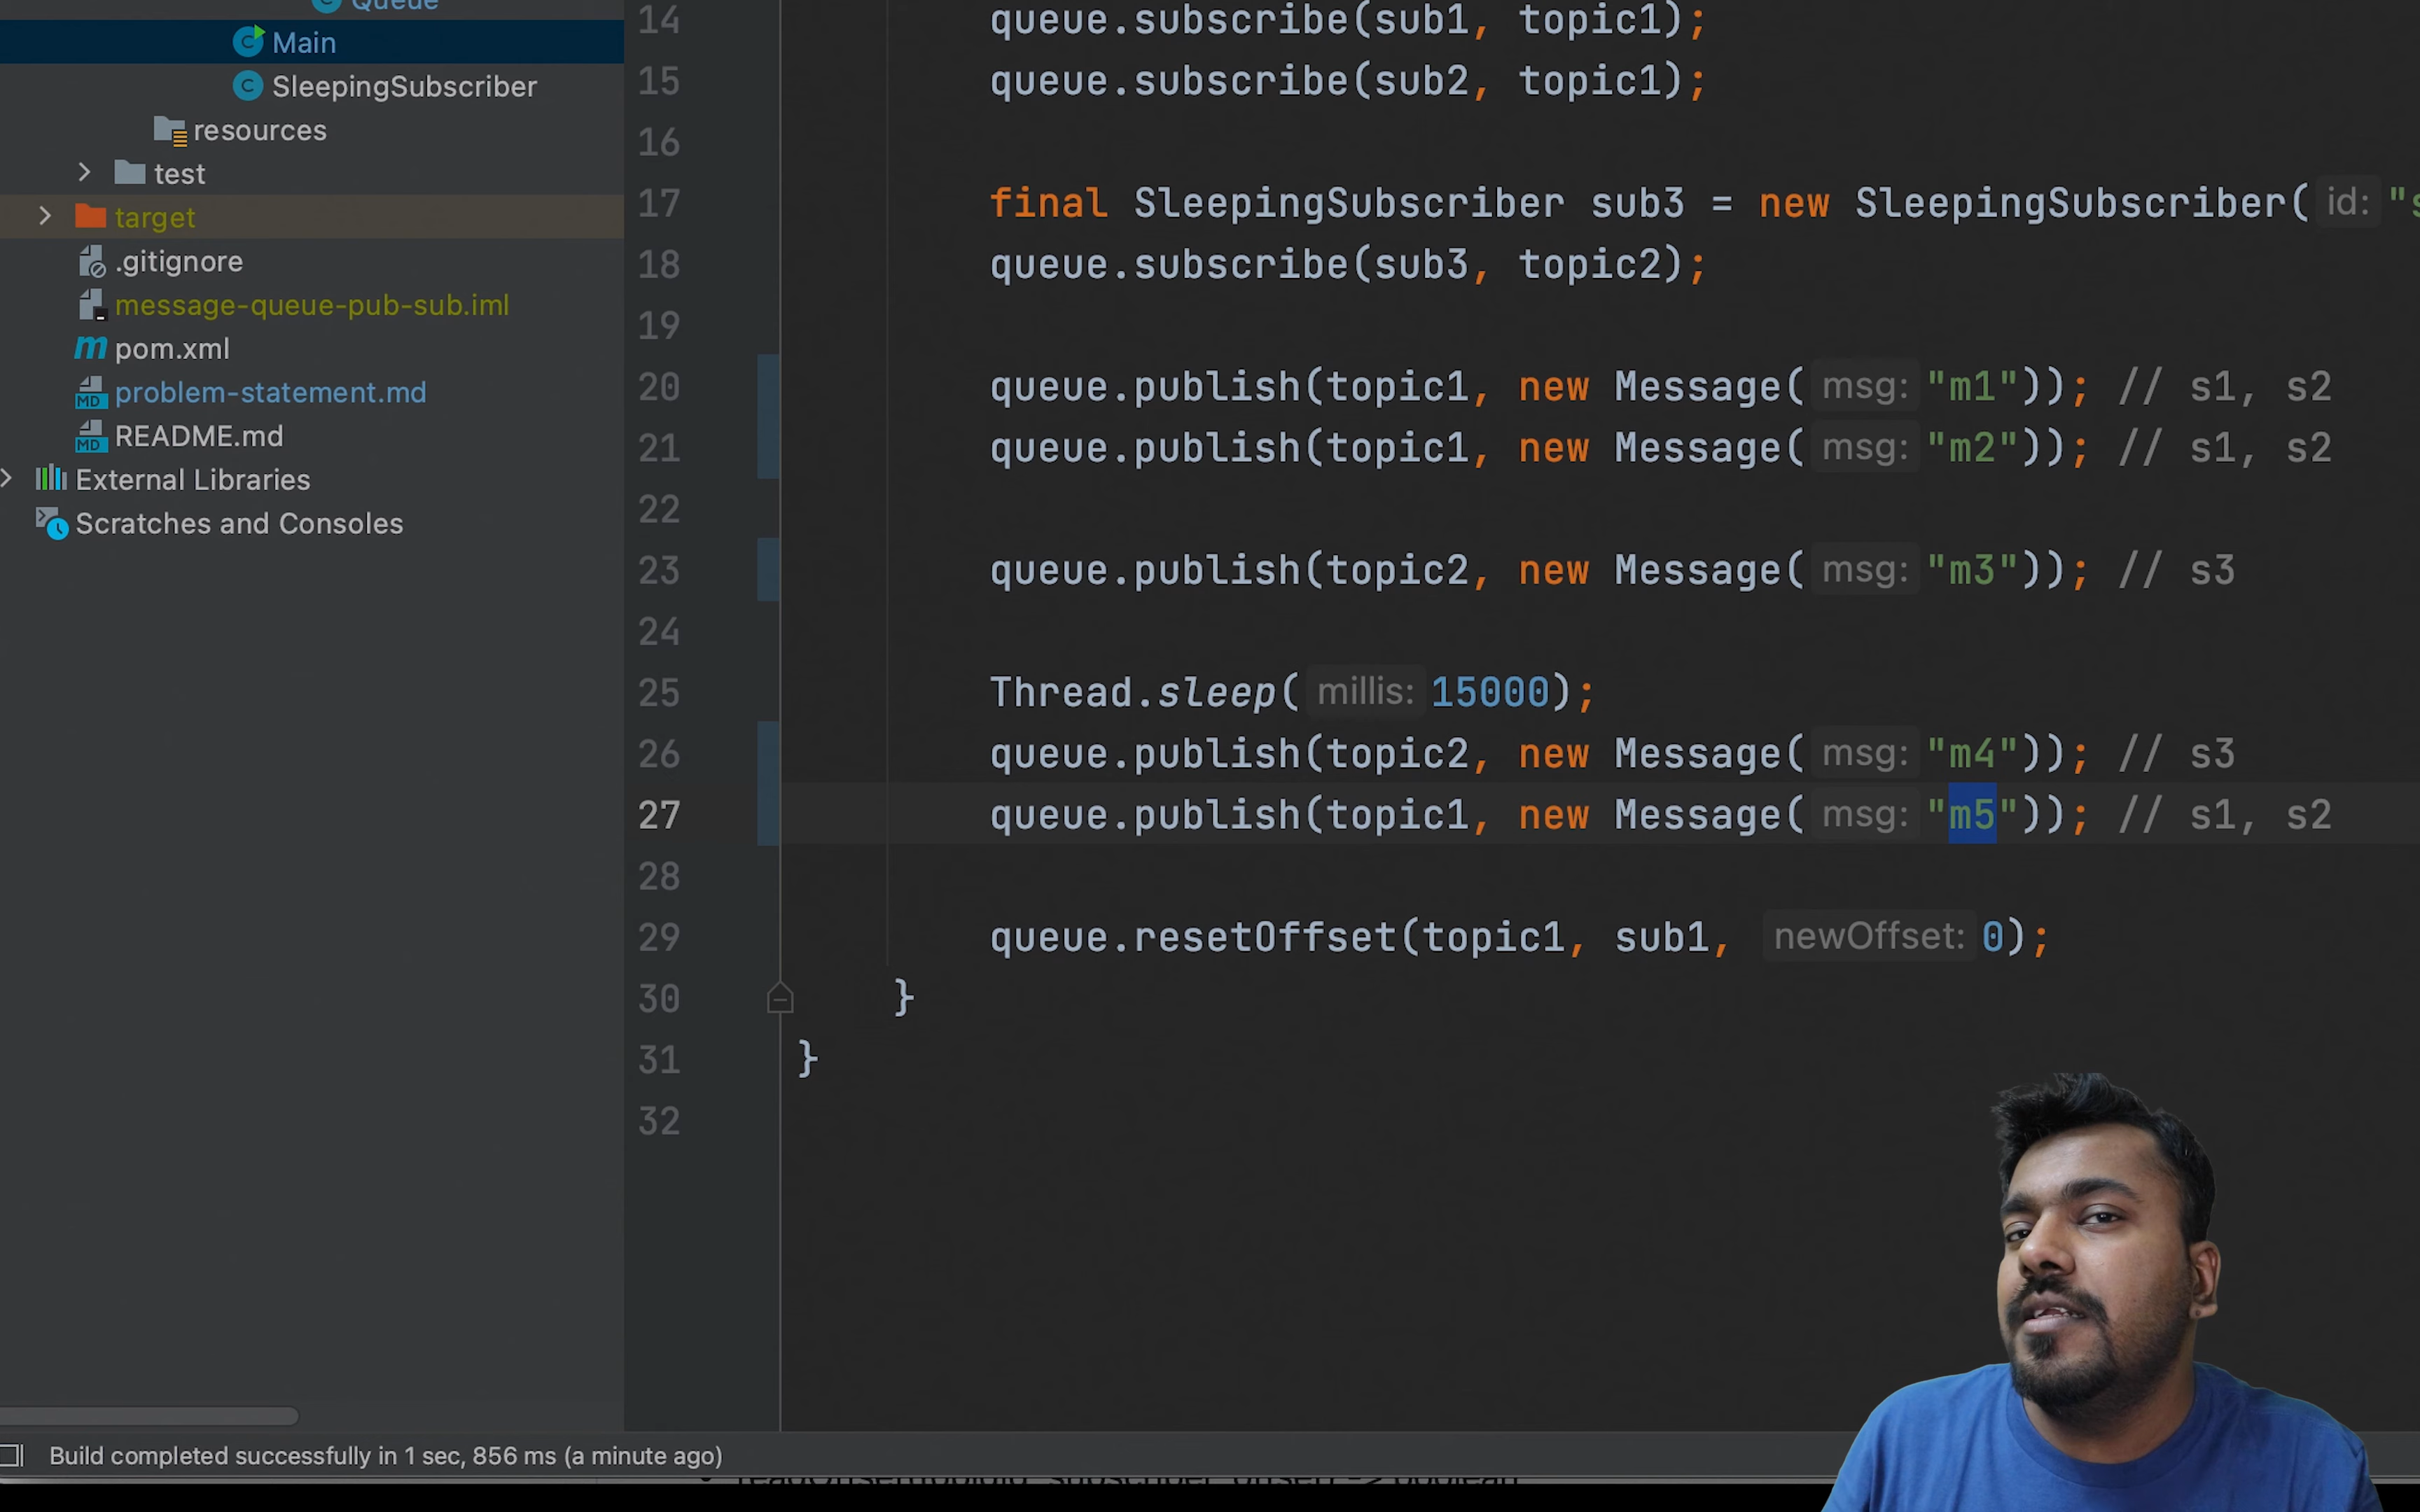 Queue
Main
SleepingSubscriber
resources
test
target
.gitignore
message-queue-pub-sub.iml
m pom.xml
MD problem-statement.md
MD README.md
External Libraries
Scratches and Consoles
14 queue.subscribe(sub1, topic1);
15 queue.subscribe(sub2, topic1);
16
17 final SleepingSubscriber sub3 = new SleepingSubscriber( id: "s
18 queue.subscribe(sub3, topic2);
19
20 queue.publish(topic1, new Message( msg: "m1")); // s1, s2
21 queue.publish(topic1, new Message( msg: "m2")); // s1, s2
22
23 queue.publish(topic2, new Message( msg: "m3")); // s3
24
25 Thread.sleep( millis: 15000);
26 queue.publish(topic2, new Message( msg: "m4")); // s3
27 queue.publish(topic1, new Message( msg: "m5")); // s1, s2
28
29 queue.resetOffset(topic1, sub1, newOffset: 0);
30 }
31 }
32
Build completed successfully in 1 sec, 856 ms (a minute ago)